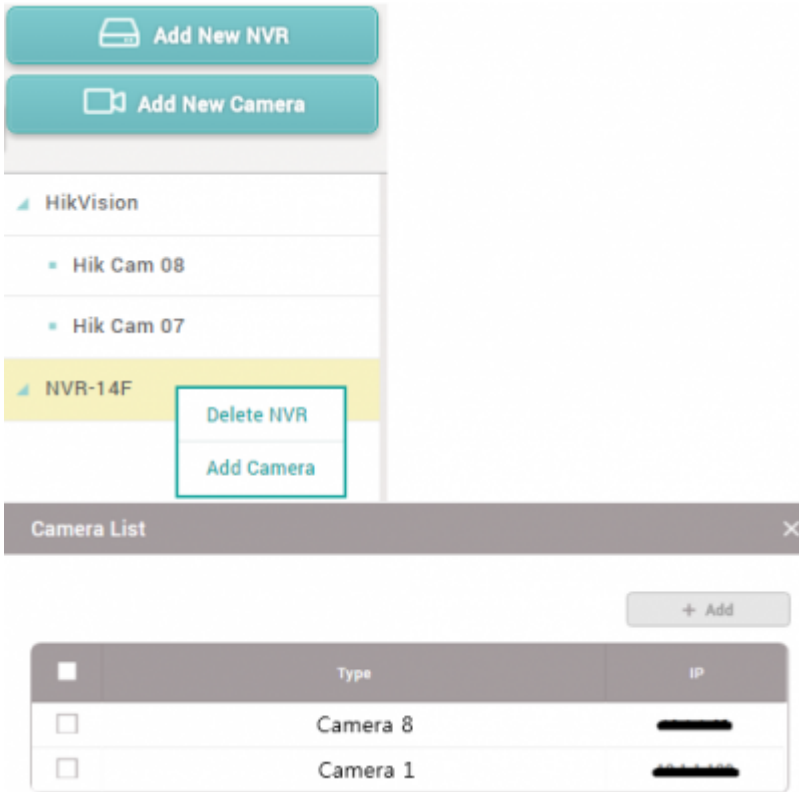 Add New NVR
Add New Camera
HikVision
Hik Cam 08
Hik Cam 07
NVR-14F
Delete NVR
Add Camera
Camera List
+ Add
Type IP
Camera 8
Camera 1